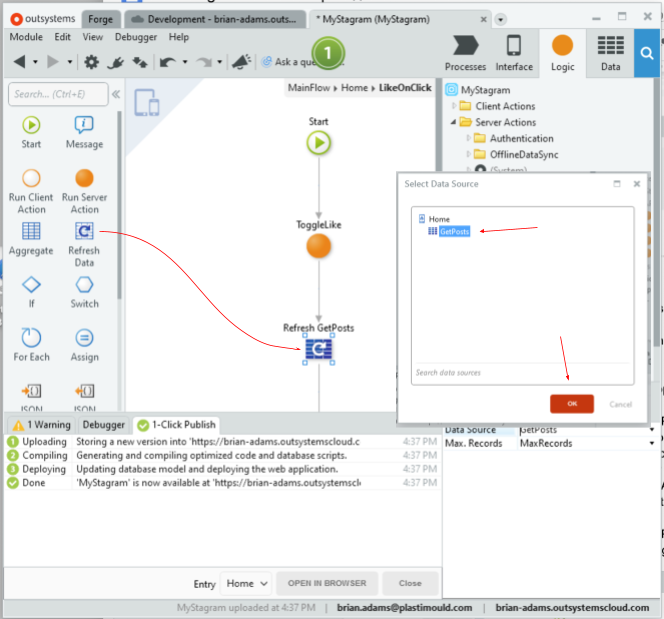 outsystems
Forge
Development - brian-adams.outs...
* MyStagram (MyStagram)
Module Edit View Debugger Help
1
Ask a que
Processes
Interface
Logic
Data
Search... (Ctrl+E)
Start
Message
Run Client Action
Run Server Action
Aggregate
Refresh Data
If
Switch
For Each
Assign
JSON
JSON
MainFlow Home LikeOnClick
Start
ToggleLike
Refresh GetPosts
MyStagram
Client Actions
Server Actions
Authentication
OfflineDataSync
(System)
Select Data Source
Home
GetPosts
Search data sources
OK
Cancel
Data Source GetPosts
Max. Records MaxRecords
1 Warning
Debugger
1-Click Publish
1 Uploading Storing a new version into 'https://brian-adams.outsystemscloud.c 4:37 PM
2 Compiling Generating and compiling optimized code and database scripts. 4:37 PM
3 Deploying Updating database model and deploying the web application. 4:37 PM
Done 'MyStagram' is now available at 'https://brian-adams.outsystemscl 4:37 PM
Entry Home OPEN IN BROWSER Close
MyStagram uploaded at 4:37 PM | brian.adams@plastimould.com | brian-adams.outsystemscloud.com